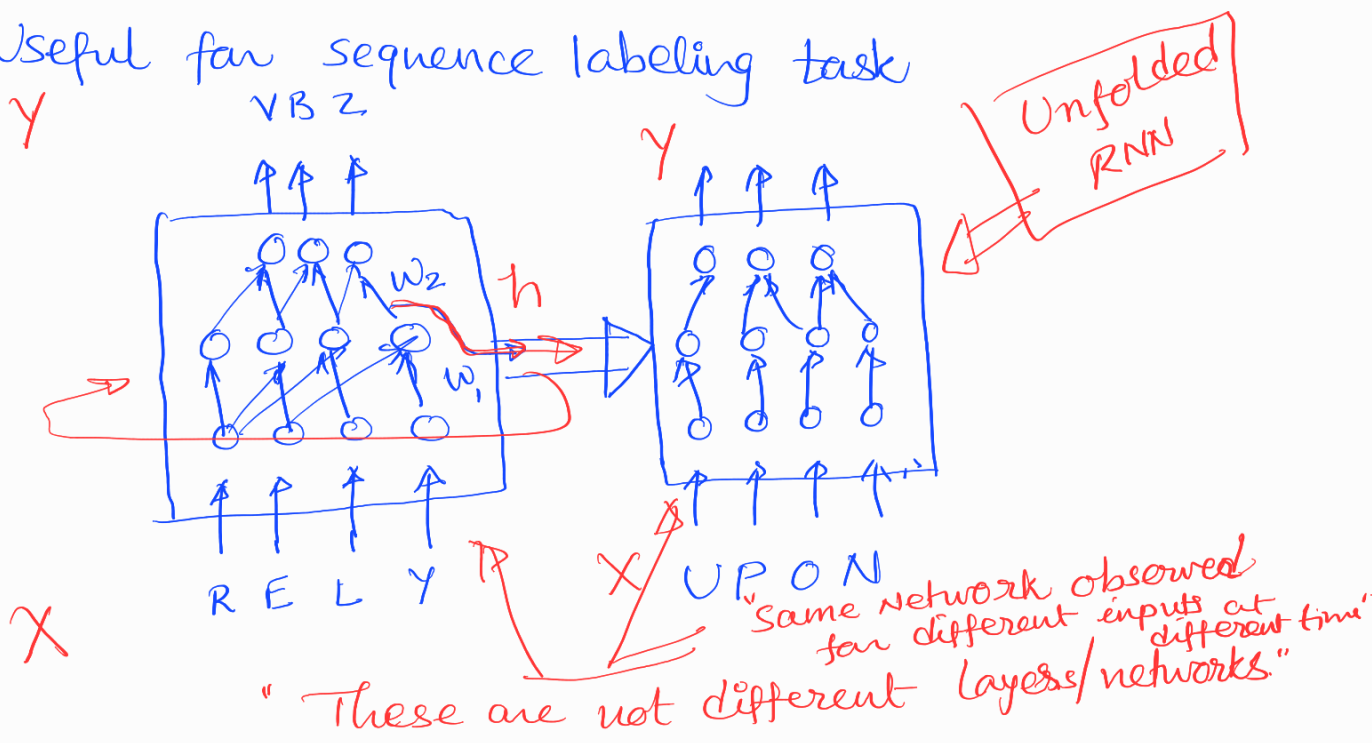 Useful for sequence labeling task
Y
VBZ
Y
Unfolded
RNN
W2
h
W1
R E L Y
X
U P O N
X
"Same Network observed
for different inputs at
different time"
"These are not different layers/networks."